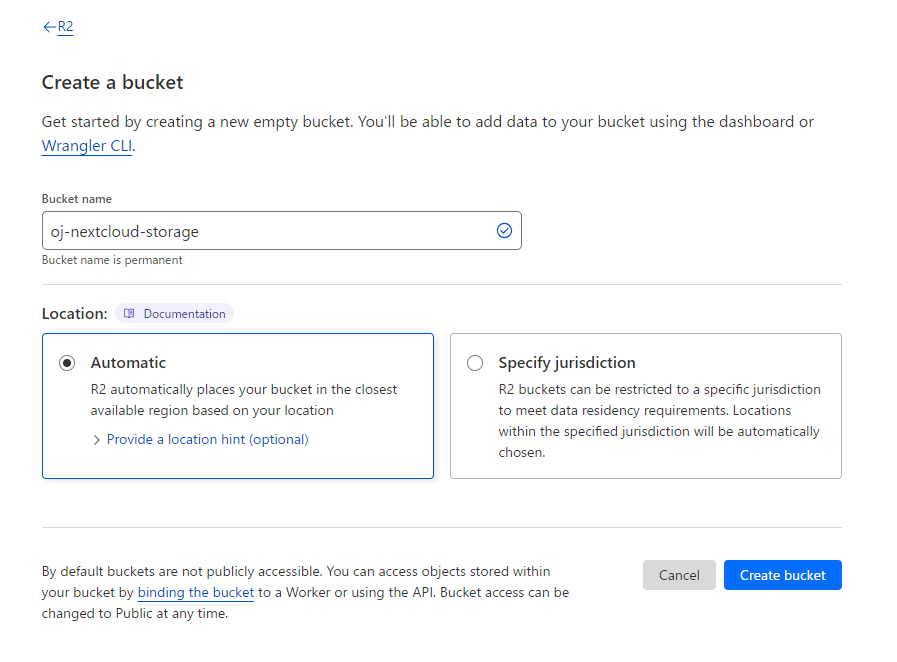 ←R2
Create a bucket
Get started by creating a new empty bucket. You'll be able to add data to your bucket using the dashboard or
Wrangler CLI.
Bucket name
oj-nextcloud-storage
Bucket name is permanent
Location: Documentation
Automatic
R2 automatically places your bucket in the closest
available region based on your location
Provide a location hint (optional)
Specify jurisdiction
R2 buckets can be restricted to a specific jurisdiction
to meet data residency requirements. Locations
within the specified jurisdiction will be automatically
chosen.
By default buckets are not publicly accessible. You can access objects stored within
your bucket by binding the bucket to a Worker or using the API. Bucket access can be
changed to Public at any time.
Cancel
Create bucket